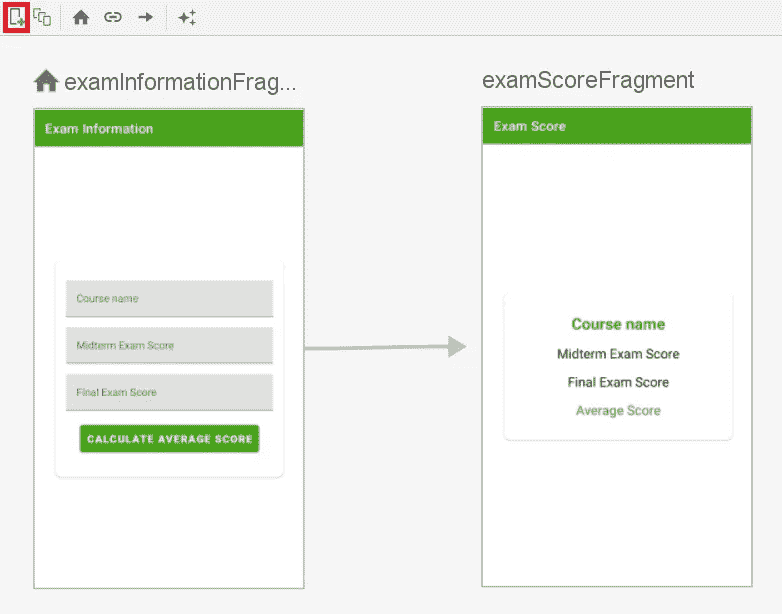 examInformationFrag...
Exam Information
Course name
Midterm Exam Score
Final Exam Score
CALCULATE AVERAGE SCORE
examScoreFragment
Exam Score
Course name
Midterm Exam Score
Final Exam Score
Average Score